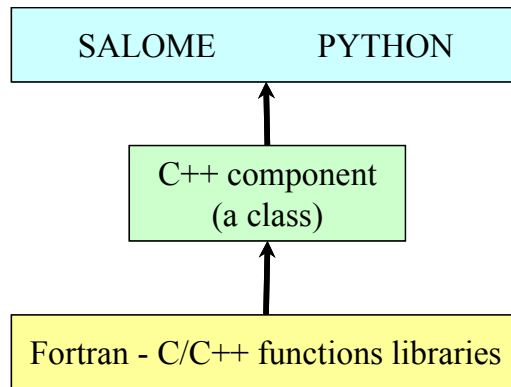 SALOME PYTHON
C++ component
(a class)
Fortran - C/C++ functions libraries